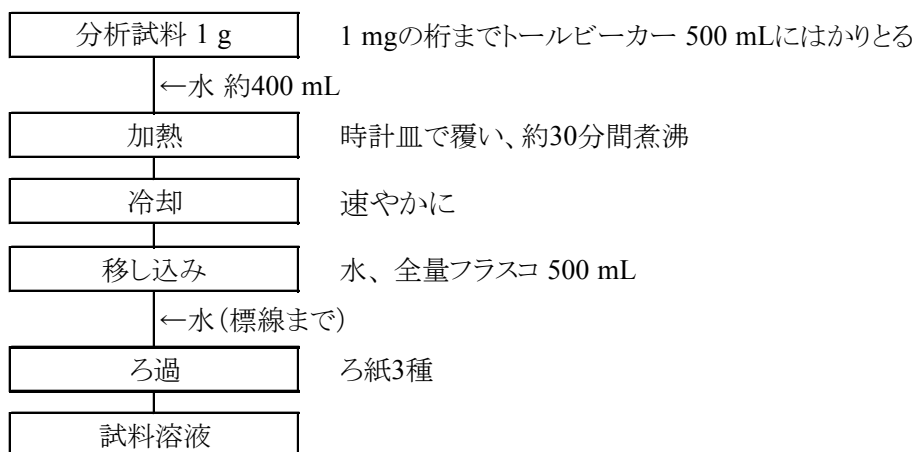 分析試料 1 g 1 mgの桁までトールビーカー 500 mLにはかりとる
←水 約400 mL
加熱 時計皿で覆い、約30分間煮沸
冷却 速やかに
移し込み 水、全量フラスコ 500 mL
←水（標線まで）
ろ過 ろ紙3種
試料溶液